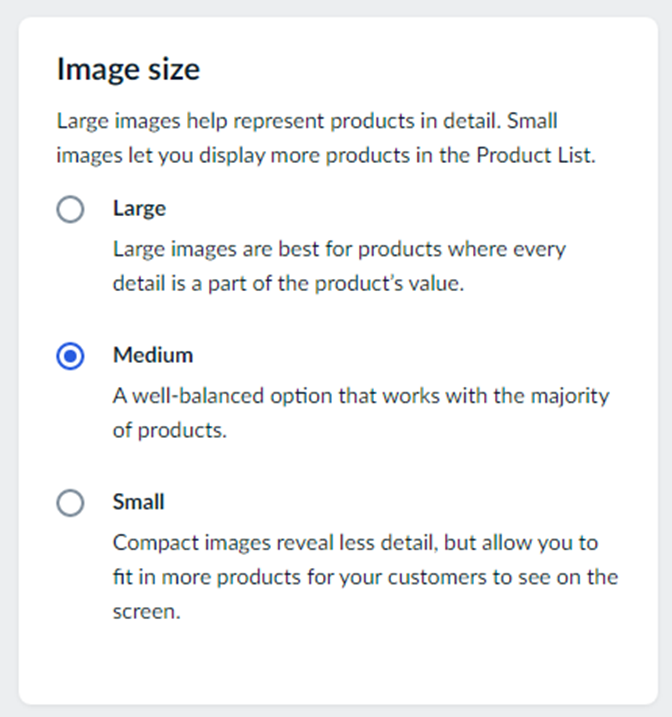 Image size
Large images help represent products in detail. Small
images let you display more products in the Product List.
Large
Large images are best for products where every
detail is a part of the product’s value.
Medium
A well-balanced option that works with the majority
of products.
Small
Compact images reveal less detail, but allow you to
fit in more products for your customers to see on the
screen.